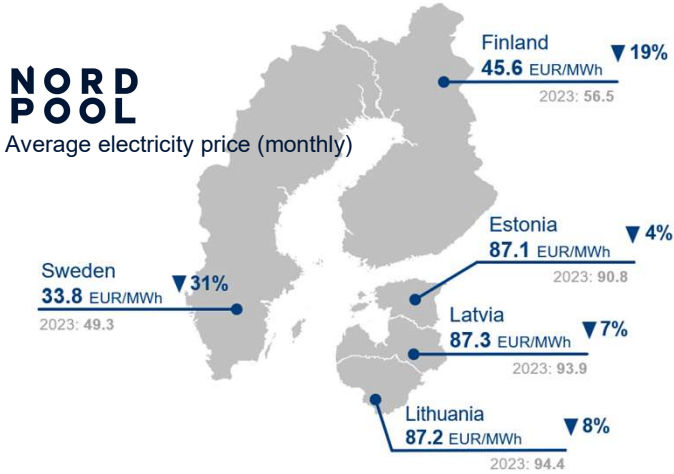 NORD
POOL
Average electricity price (monthly)
Finland
45.6 EUR/MWh
▼ 19%
2023: 56.5
Estonia
87.1 EUR/MWh
▼ 4%
2023: 90.8
Sweden
33.8 EUR/MWh
▼ 31%
2023: 49.3
Latvia
87.3 EUR/MWh
▼ 7%
2023: 93.9
Lithuania
87.2 EUR/MWh
▼ 8%
2023: 94.4